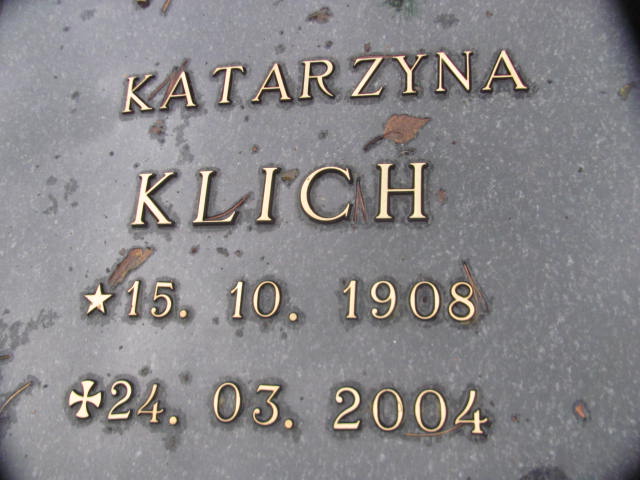 KATARZYNA
KLICH
★15. 10. 1908
✠24. 03. 2004